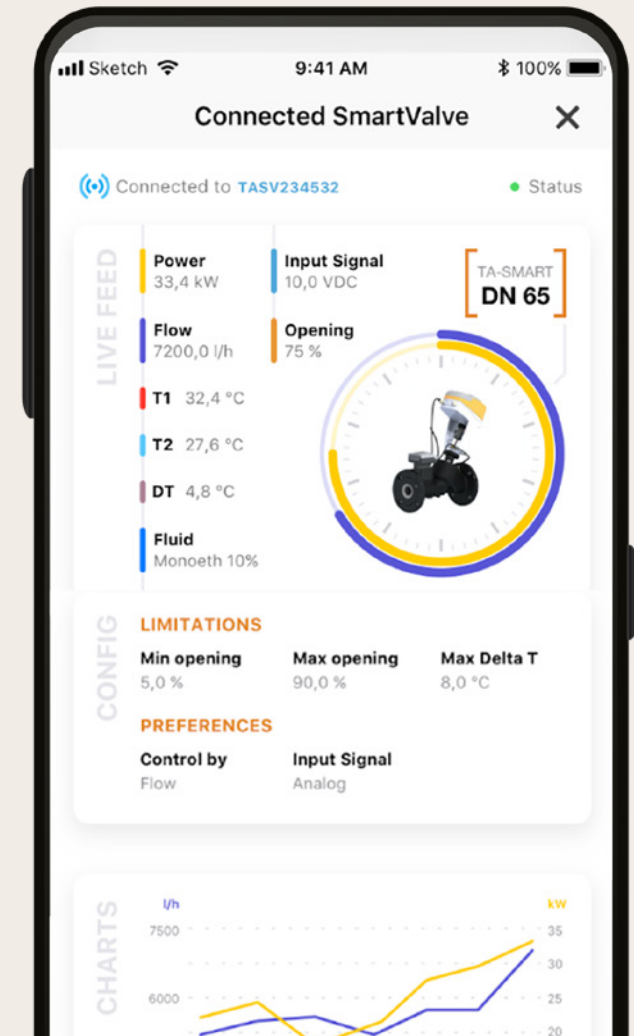 Sketch 9:41 AM 100%
Connected SmartValve
Connected to TASV234532 Status
LIVE FEED
Power Input Signal
33,4 kW 10,0 VDC
TA-SMART
DN 65
Flow Opening
7200,0 l/h 75 %
T1 32,4 °C
T2 27,6 °C
DT 4,8 °C
Fluid
Monoeth 10%
CONFIG
LIMITATIONS
Min opening Max opening Max Delta T
5,0 % 90,0 % 8,0 °C
PREFERENCES
Control by Input Signal
Flow Analog
CHARTS
l/h kW
7500 35
30
6000 25
20